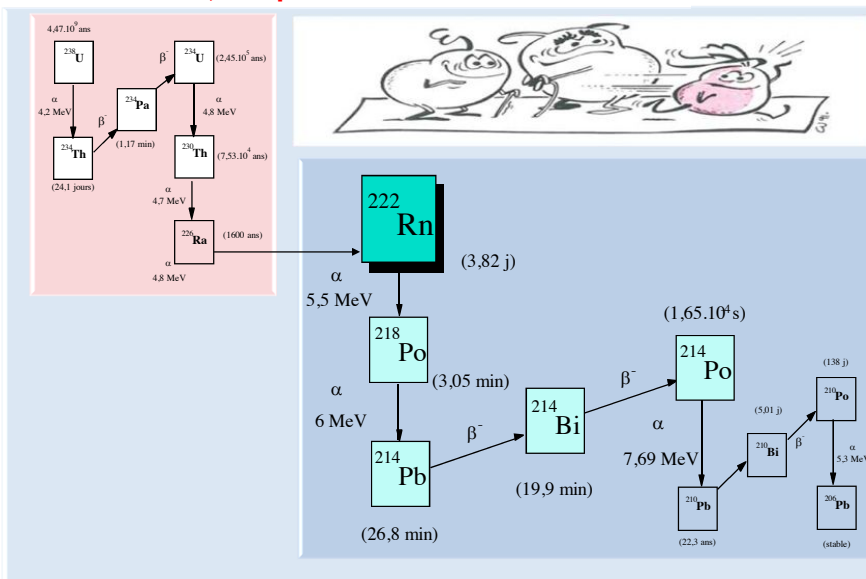 4,47.10⁹ ans
²³⁸U
β⁻
²³⁴U
(2,45.10⁵ ans)
α
4,2 MeV
²³⁴Pa
α
4,8 MeV
β⁻
(1,17 min)
²³⁴Th
(24,1 jours)
²³⁰Th
(7,53.10⁴ ans)
α
4,7 MeV
²²⁶Ra
(1600 ans)
α
4,8 MeV
²²²Rn
(3,82 j)
α
5,5 MeV
²¹⁸Po
(3,05 min)
α
6 MeV
²¹⁴Pb
(26,8 min)
β⁻
²¹⁴Bi
(19,9 min)
β⁻
(1,65.10⁴ s)
²¹⁴Po
α
7,69 MeV
²¹⁰Pb
(22,3 ans)
(5,01 j)
²¹⁰Bi
β⁻
(138 j)
²¹⁰Po
α
5,3 MeV
²⁰⁶Pb
(stable)